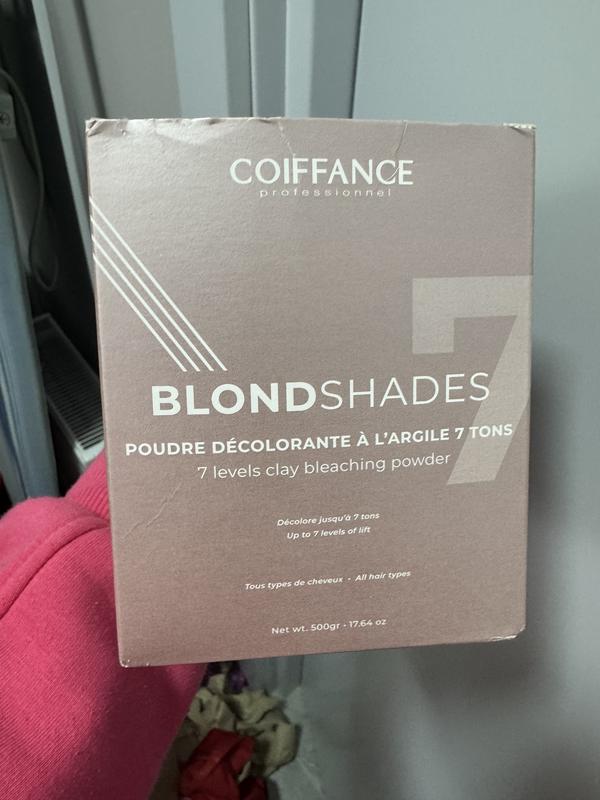 COIFFANCE
professionnel
7
BLONDSHADES
POUDRE DÉCOLORANTE À L'ARGILE 7 TONS
7 levels clay bleaching powder
Décolore jusqu'à 7 tons
Up to 7 levels of lift
Tous types de cheveux • All hair types
Net wt. 500gr • 17.64 oz